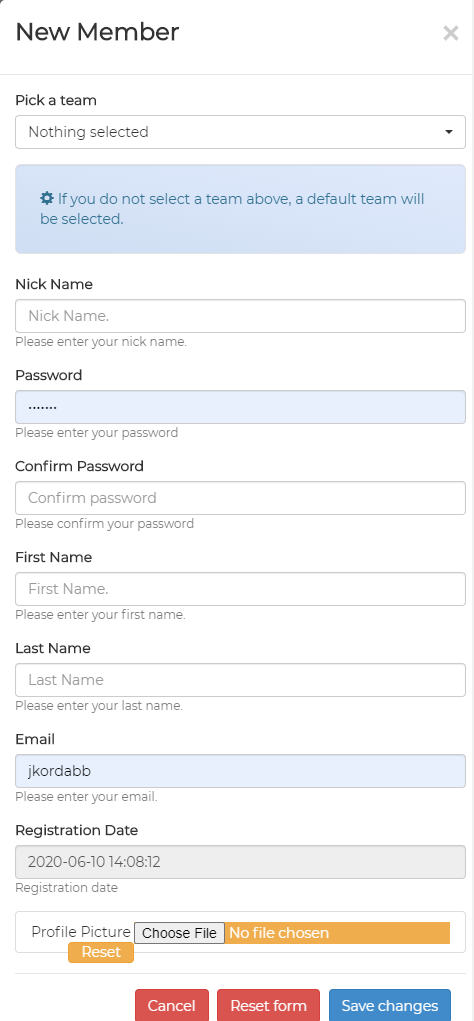 New Member
×
Pick a team
Nothing selected
If you do not select a team above, a default team will
be selected.
Nick Name
Nick Name.
Please enter your nick name.
Password
•••••••
Please enter your password
Confirm Password
Confirm password
Please confirm your password
First Name
First Name.
Please enter your first name.
Last Name
Last Name
Please enter your last name.
Email
jkordabb
Please enter your email.
Registration Date
2020-06-10 14:08:12
Registration date
Profile Picture Choose File No file chosen
Reset
Cancel Reset form Save changes